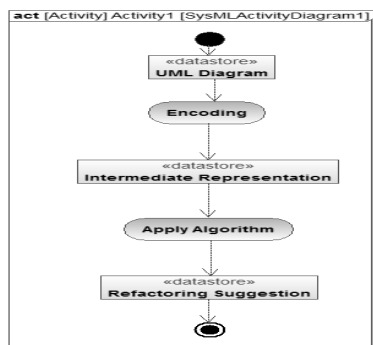 act [Activity] Activity1 [SysMLActivityDiagram1]
«datastore»
UML Diagram
Encoding
«datastore»
Intermediate Representation
Apply Algorithm
«datastore»
Refactoring Suggestion